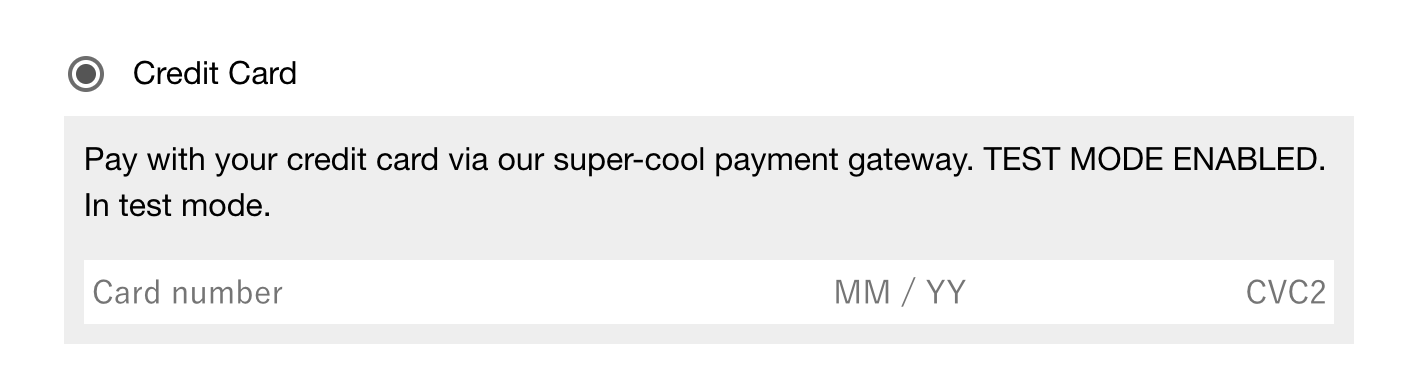 Credit Card
Pay with your credit card via our super-cool payment gateway. TEST MODE ENABLED.
In test mode.
Card number MM / YY CVC2